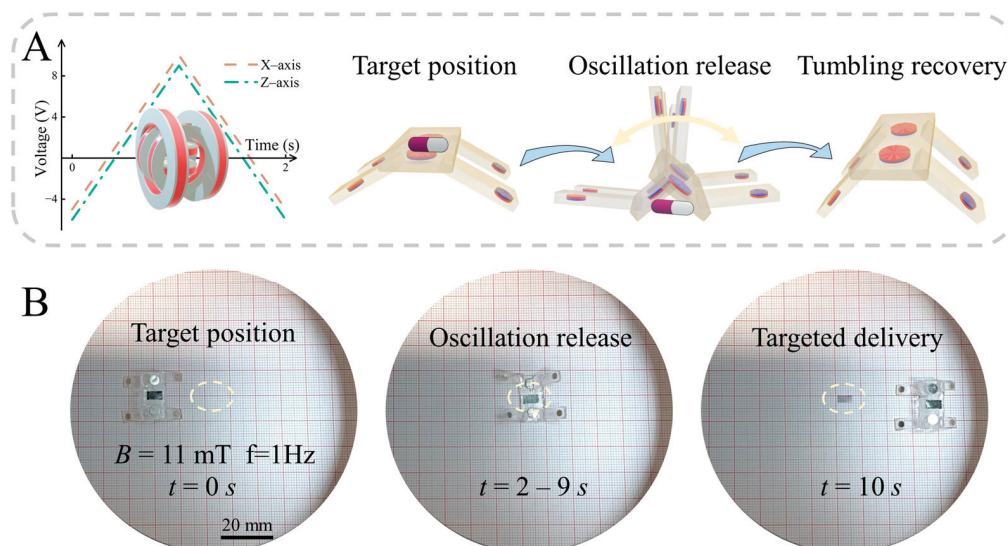 A
X–axis
Z–axis
Voltage (V)
8
4
0
−4
0
2
Time (s)
Target position
Oscillation release
Tumbling recovery
B
Target position
B = 11 mT f=1Hz
t = 0 s
20 mm
Oscillation release
t = 2 – 9 s
Targeted delivery
t = 10 s